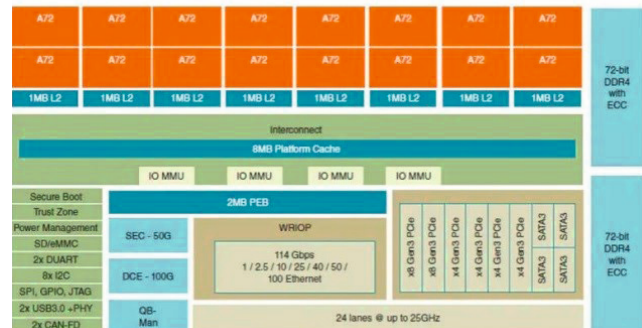 A72 A72 A72 A72 A72 A72 A72 A72
A72 A72 A72 A72 A72 A72 A72 A72
1MB L2 1MB L2 1MB L2 1MB L2 1MB L2 1MB L2 1MB L2 1MB L2
72-bit
DDR4
with
ECC
Interconnect
8MB Platform Cache
IO MMU IO MMU IO MMU IO MMU
Secure Boot
Trust Zone
Power Management
SD/eMMC
2x DUART
8x I2C
SPI, GPIO, JTAG
2x USB3.0 +PHY
2x CAN-FD
2MB PEB
SEC - 50G
DCE - 100G
QB-
Man
WRIOP
114 Gbps
1 / 2.5 / 10 / 25 / 40 / 50 /
100 Ethernet
x8 Gen3 PCIe
x8 Gen3 PCIe
x4 Gen3 PCIe
x4 Gen3 PCIe
x4 Gen3 PCIe
x4 Gen3 PCIe
SATA3 SATA3
SATA3 SATA3
24 lanes @ up to 25GHz
72-bit
DDR4
with
ECC